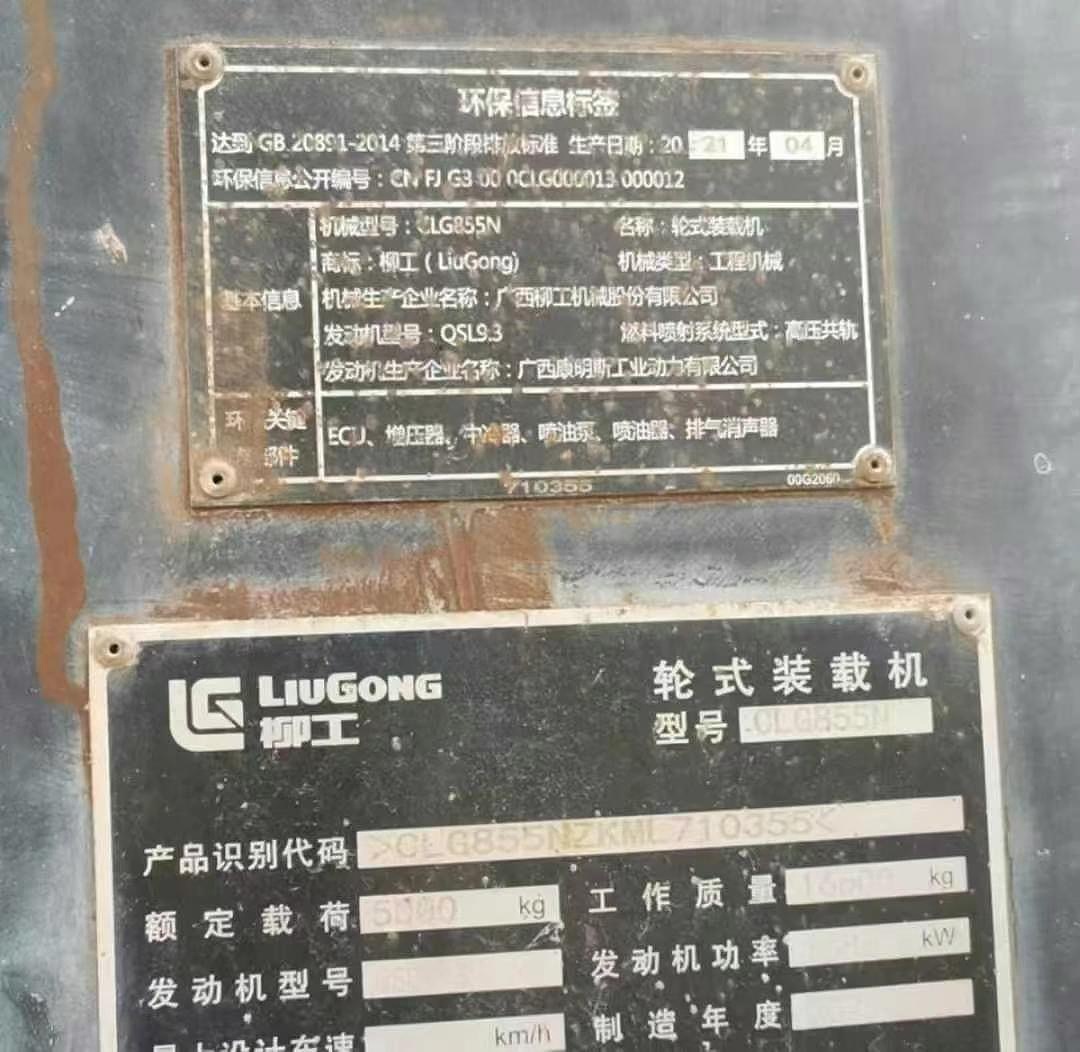 环保信息标签
达到 GB 20891-2014 第三阶段排放标准 生产日期：20 21 年 04 月
环保信息公开编号：CN FJ G3 00 0CLG000013 000012
机械型号：CLG855N 名称：轮式装载机
商标：柳工（LiuGong） 机械类型：工程机械
基本信息
机械生产企业名称：广西柳工机械股份有限公司
发动机型号：QSL9.3 燃料喷射系统型式：高压共轨
发动机生产企业名称：广西康明斯工业动力有限公司
环 关键
部件
ECU、增压器、中冷器、喷油泵、喷油器、排气消声器
710355
00G2060
LG LIUGONG
柳工
轮式装载机
型号 CLG855N
产品识别代码 >CLG855NZKML710355<
额定载荷 5000 kg 工作质量 kg
发动机型号 发动机功率 kW
最大设计车速 km/h 制造年度